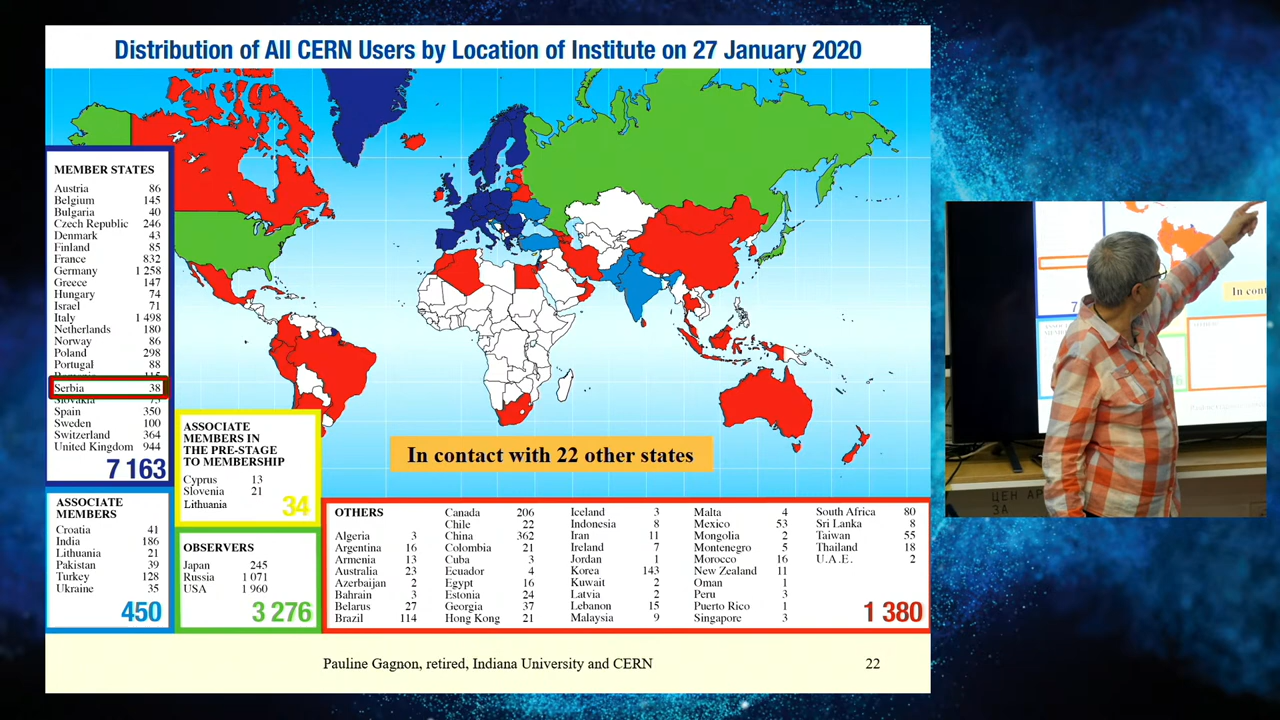 Distribution of All CERN Users by Location of Institute on 27 January 2020
MEMBER STATES
Austria 86
Belgium 145
Bulgaria 40
Czech Republic 246
Denmark 43
Finland 85
France 832
Germany 1 258
Greece 147
Hungary 74
Israel 71
Italy 1 498
Netherlands 180
Norway 86
Poland 298
Portugal 88
Serbia 38
Slovakia
Spain 350
Sweden 100
Switzerland 364
United Kingdom 944
7 163
ASSOCIATE
MEMBERS
Croatia 41
India 186
Lithuania 21
Pakistan 39
Turkey 128
Ukraine 35
450
ASSOCIATE
MEMBERS IN
THE PRE-STAGE
TO MEMBERSHIP
Cyprus 13
Slovenia 21
Lithuania
34
OBSERVERS
Japan 245
Russia 1 071
USA 1 960
3 276
In contact with 22 other states
OTHERS
Algeria 3
Argentina 16
Armenia 13
Australia 23
Azerbaijan 2
Bahrain 3
Belarus 27
Brazil 114
Canada 206
Chile 22
China 362
Colombia 21
Cuba 3
Ecuador 4
Egypt 16
Estonia 24
Georgia 37
Hong Kong 21
Iceland 3
Indonesia 8
Iran 11
Ireland 7
Jordan 1
Korea 143
Kuwait 2
Latvia 2
Lebanon 15
Malaysia 9
Malta 4
Mexico 53
Mongolia 2
Montenegro 5
Morocco 16
New Zealand 11
Oman 1
Peru 3
Puerto Rico 1
Singapore 3
South Africa 80
Sri Lanka 8
Taiwan 55
Thailand 18
U.A.E. 2
1 380
Pauline Gagnon, retired, Indiana University and CERN 22
In cont
ЦЕН АР
ЗА